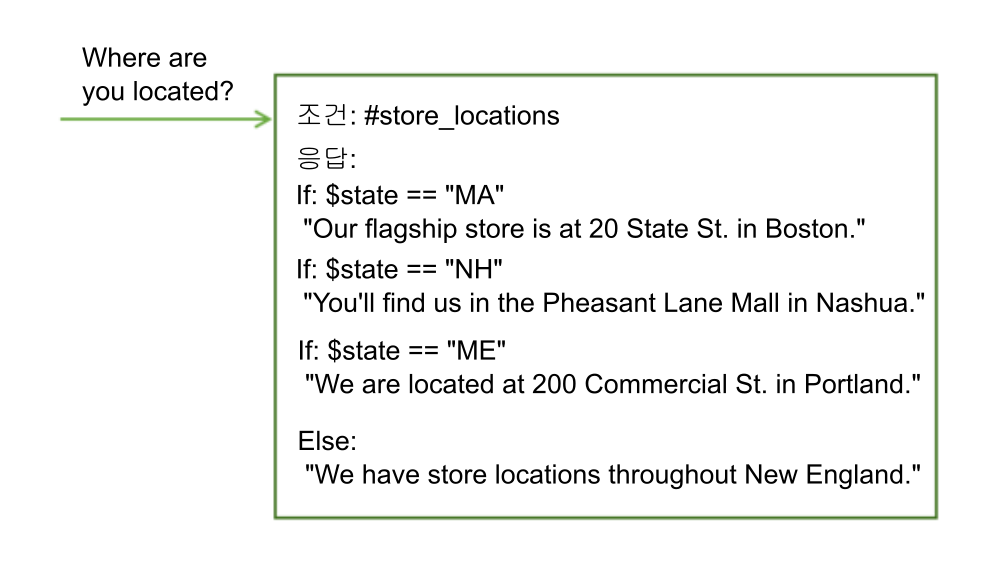 Where are
you located?
조건: #store_locations
응답:
If: $state == "MA"
"Our flagship store is at 20 State St. in Boston."
If: $state == "NH"
"You'll find us in the Pheasant Lane Mall in Nashua."
If: $state == "ME"
"We are located at 200 Commercial St. in Portland."
Else:
"We have store locations throughout New England."